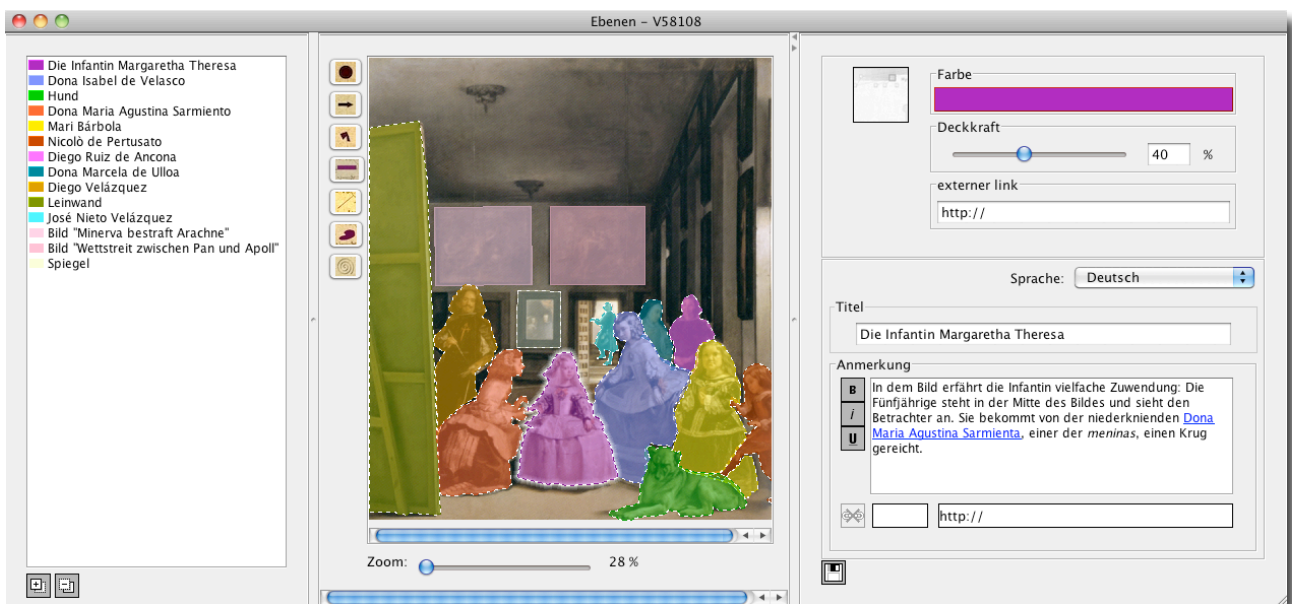 Ebenen – V58108
Die Infantin Margaretha Theresa
Dona Isabel de Velasco
Hund
Dona Maria Agustina Sarmiento
Mari Bárbola
Nicolò de Pertusato
Diego Ruiz de Ancona
Dona Marcela de Ulloa
Diego Velázquez
Leinwand
José Nieto Velázquez
Bild "Minerva bestraft Arachne"
Bild "Wettstreit zwischen Pan und Apoll"
Spiegel
Zoom: 28 %
Farbe
Deckkraft
40 %
externer link
http://
Sprache: Deutsch
Titel
Die Infantin Margaretha Theresa
Anmerkung
B
i
U
In dem Bild erfährt die Infantin vielfache Zuwendung: Die
Fünfjährige steht in der Mitte des Bildes und sieht den
Betrachter an. Sie bekommt von der niederknienden Dona
Maria Agustina Sarmienta, einer der meninas, einen Krug
gereicht.
http://